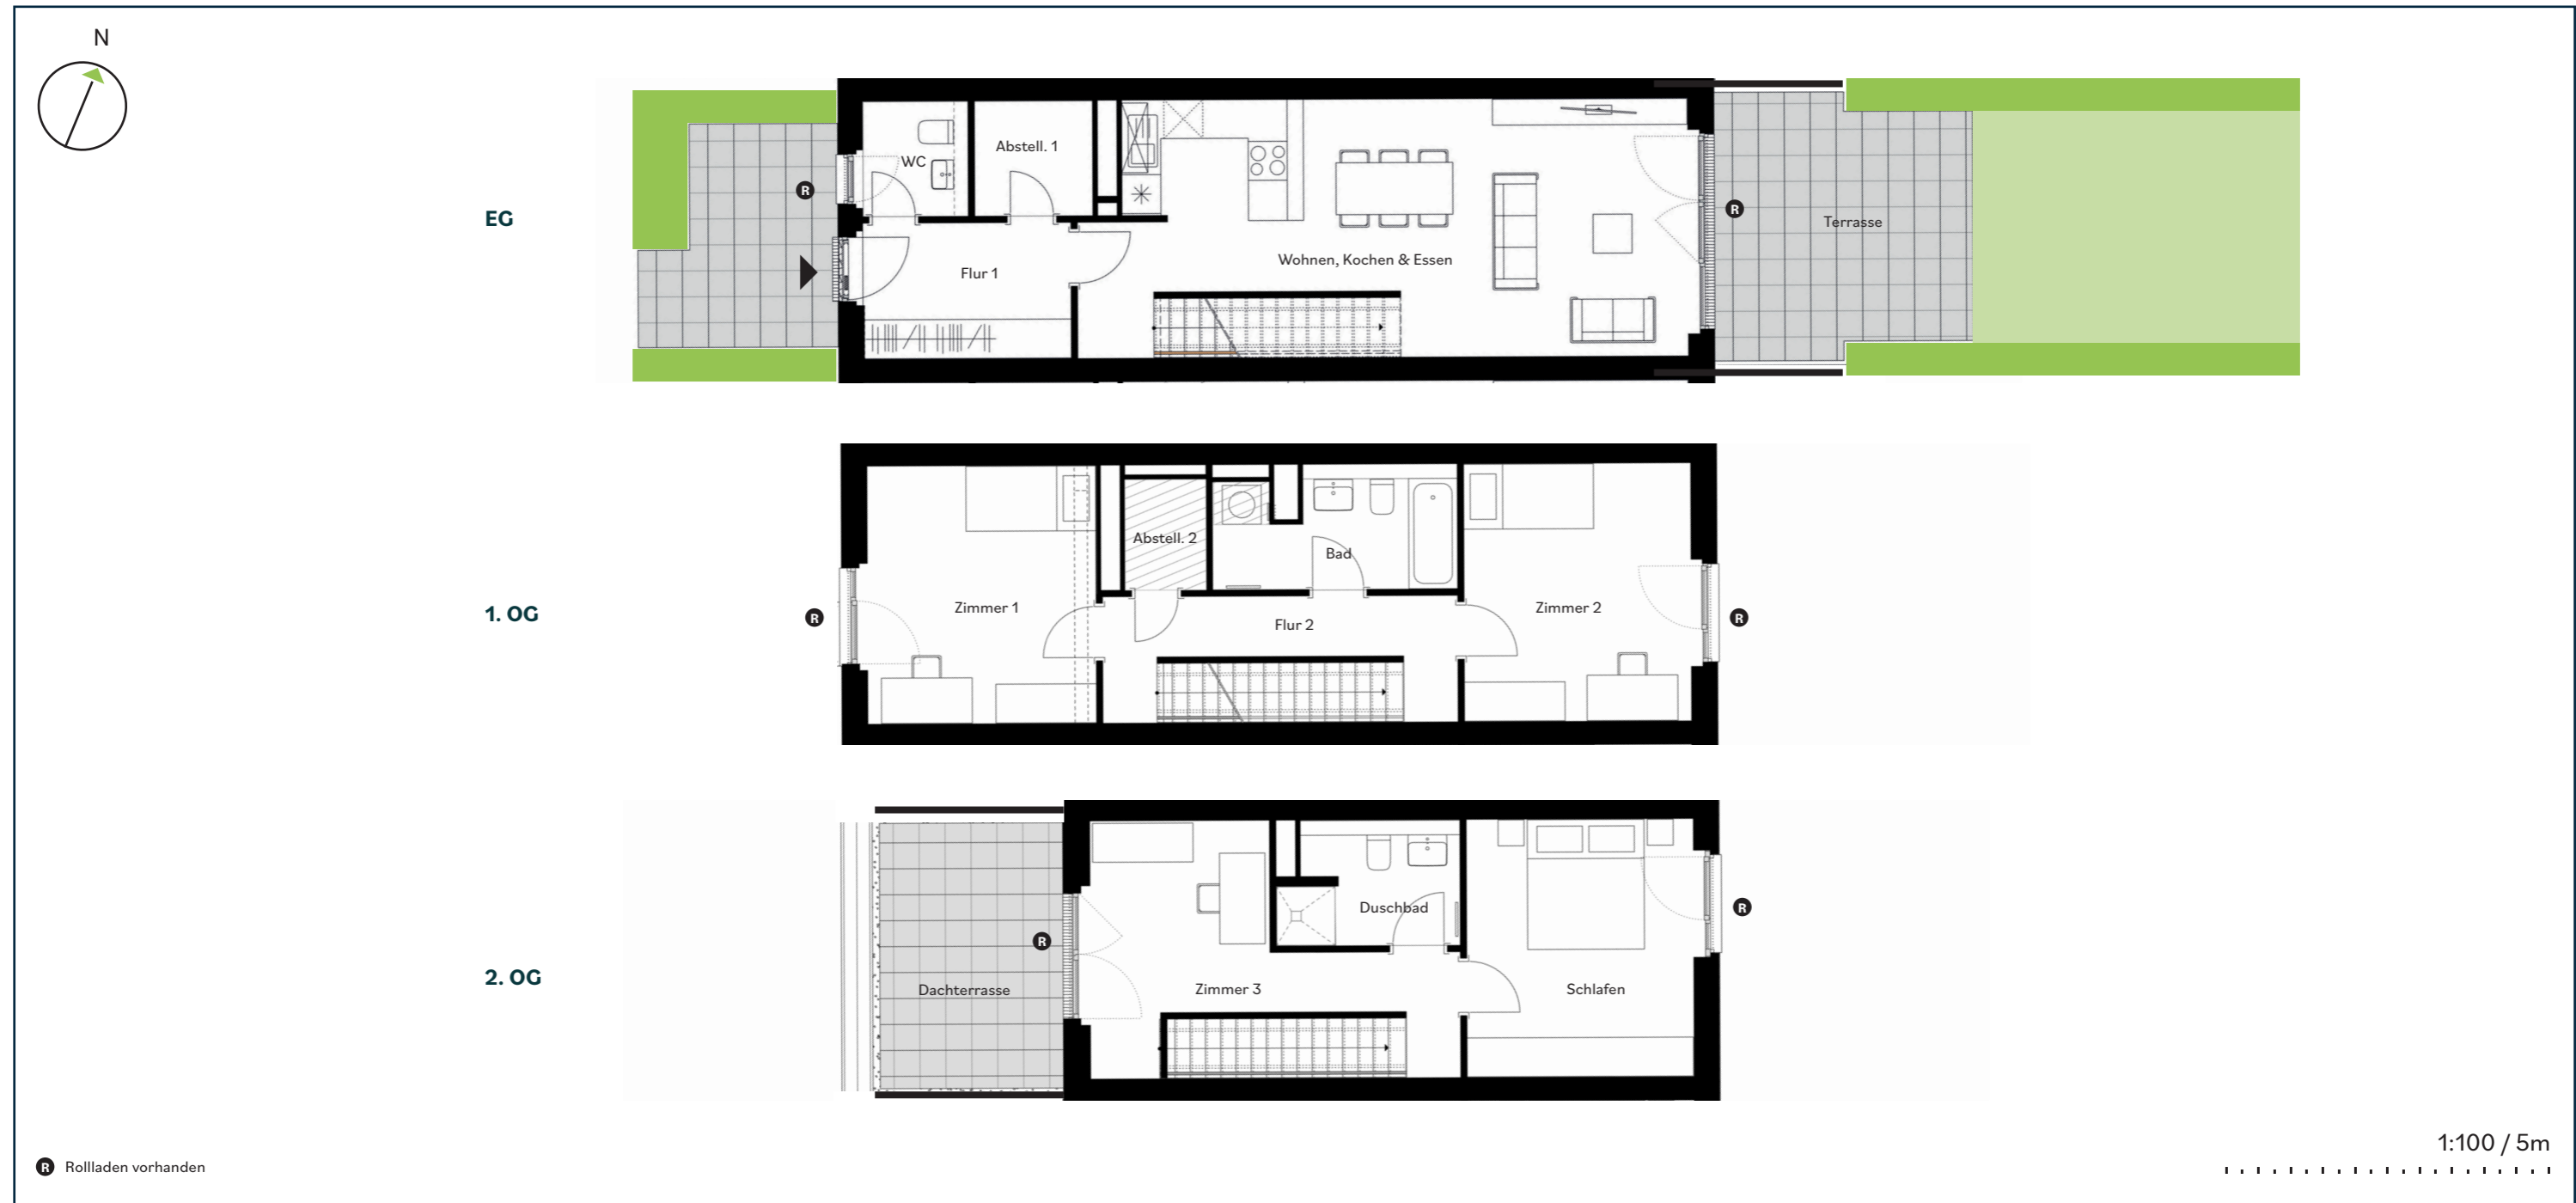 N
EG
WC
Abstell. 1
R
Flur 1
Wohnen, Kochen & Essen
R
Terrasse
1. OG
R
Zimmer 1
Abstell. 2
Bad
Flur 2
Zimmer 2
R
2. OG
Dachterrasse
R
Zimmer 3
Duschbad
Schlafen
R
R Rollladen vorhanden
1:100 / 5m